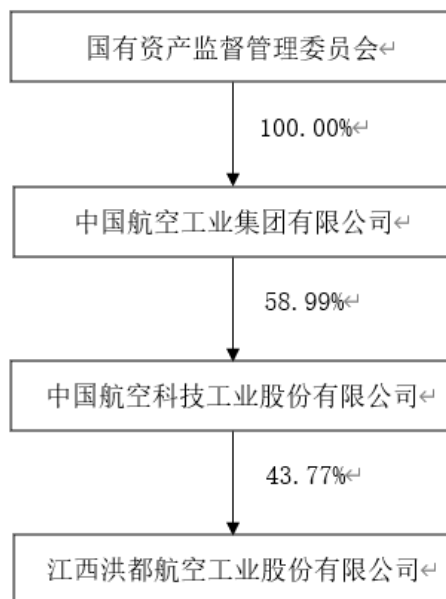 国有资产监督管理委员会↵
100.00%↵
中国航空工业集团有限公司↵
58.99%↵
中国航空科技工业股份有限公司↵
43.77%↵
江西洪都航空工业股份有限公司↵